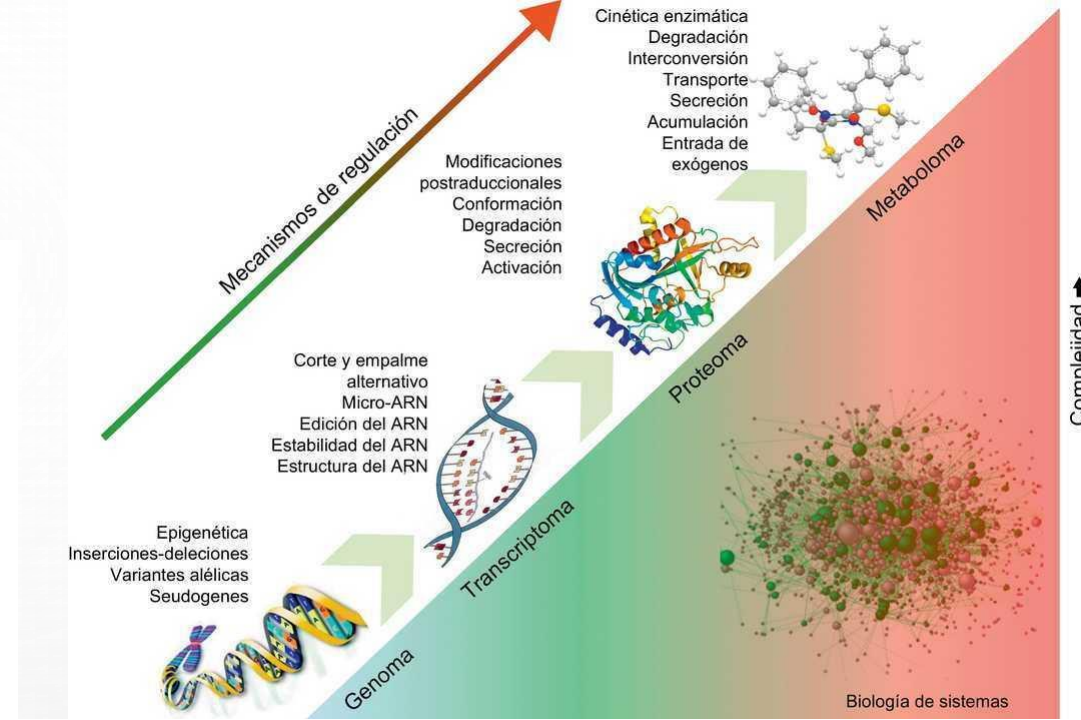 Cinética enzimática
Degradación
Interconversión
Transporte
Secreción
Acumulación
Entrada de
exógenos
Mecanismos de regulación
Modificaciones
postraduccionales
Conformación
Degradación
Secreción
Activación
Metaboloma
Complejidad
Corte y empalme
alternativo
Micro-ARN
Edición del ARN
Estabilidad del ARN
Estructura del ARN
Proteoma
Epigenética
Inserciones-deleciones
Variantes alélicas
Seudogenes
Transcriptoma
Genoma
Biología de sistemas